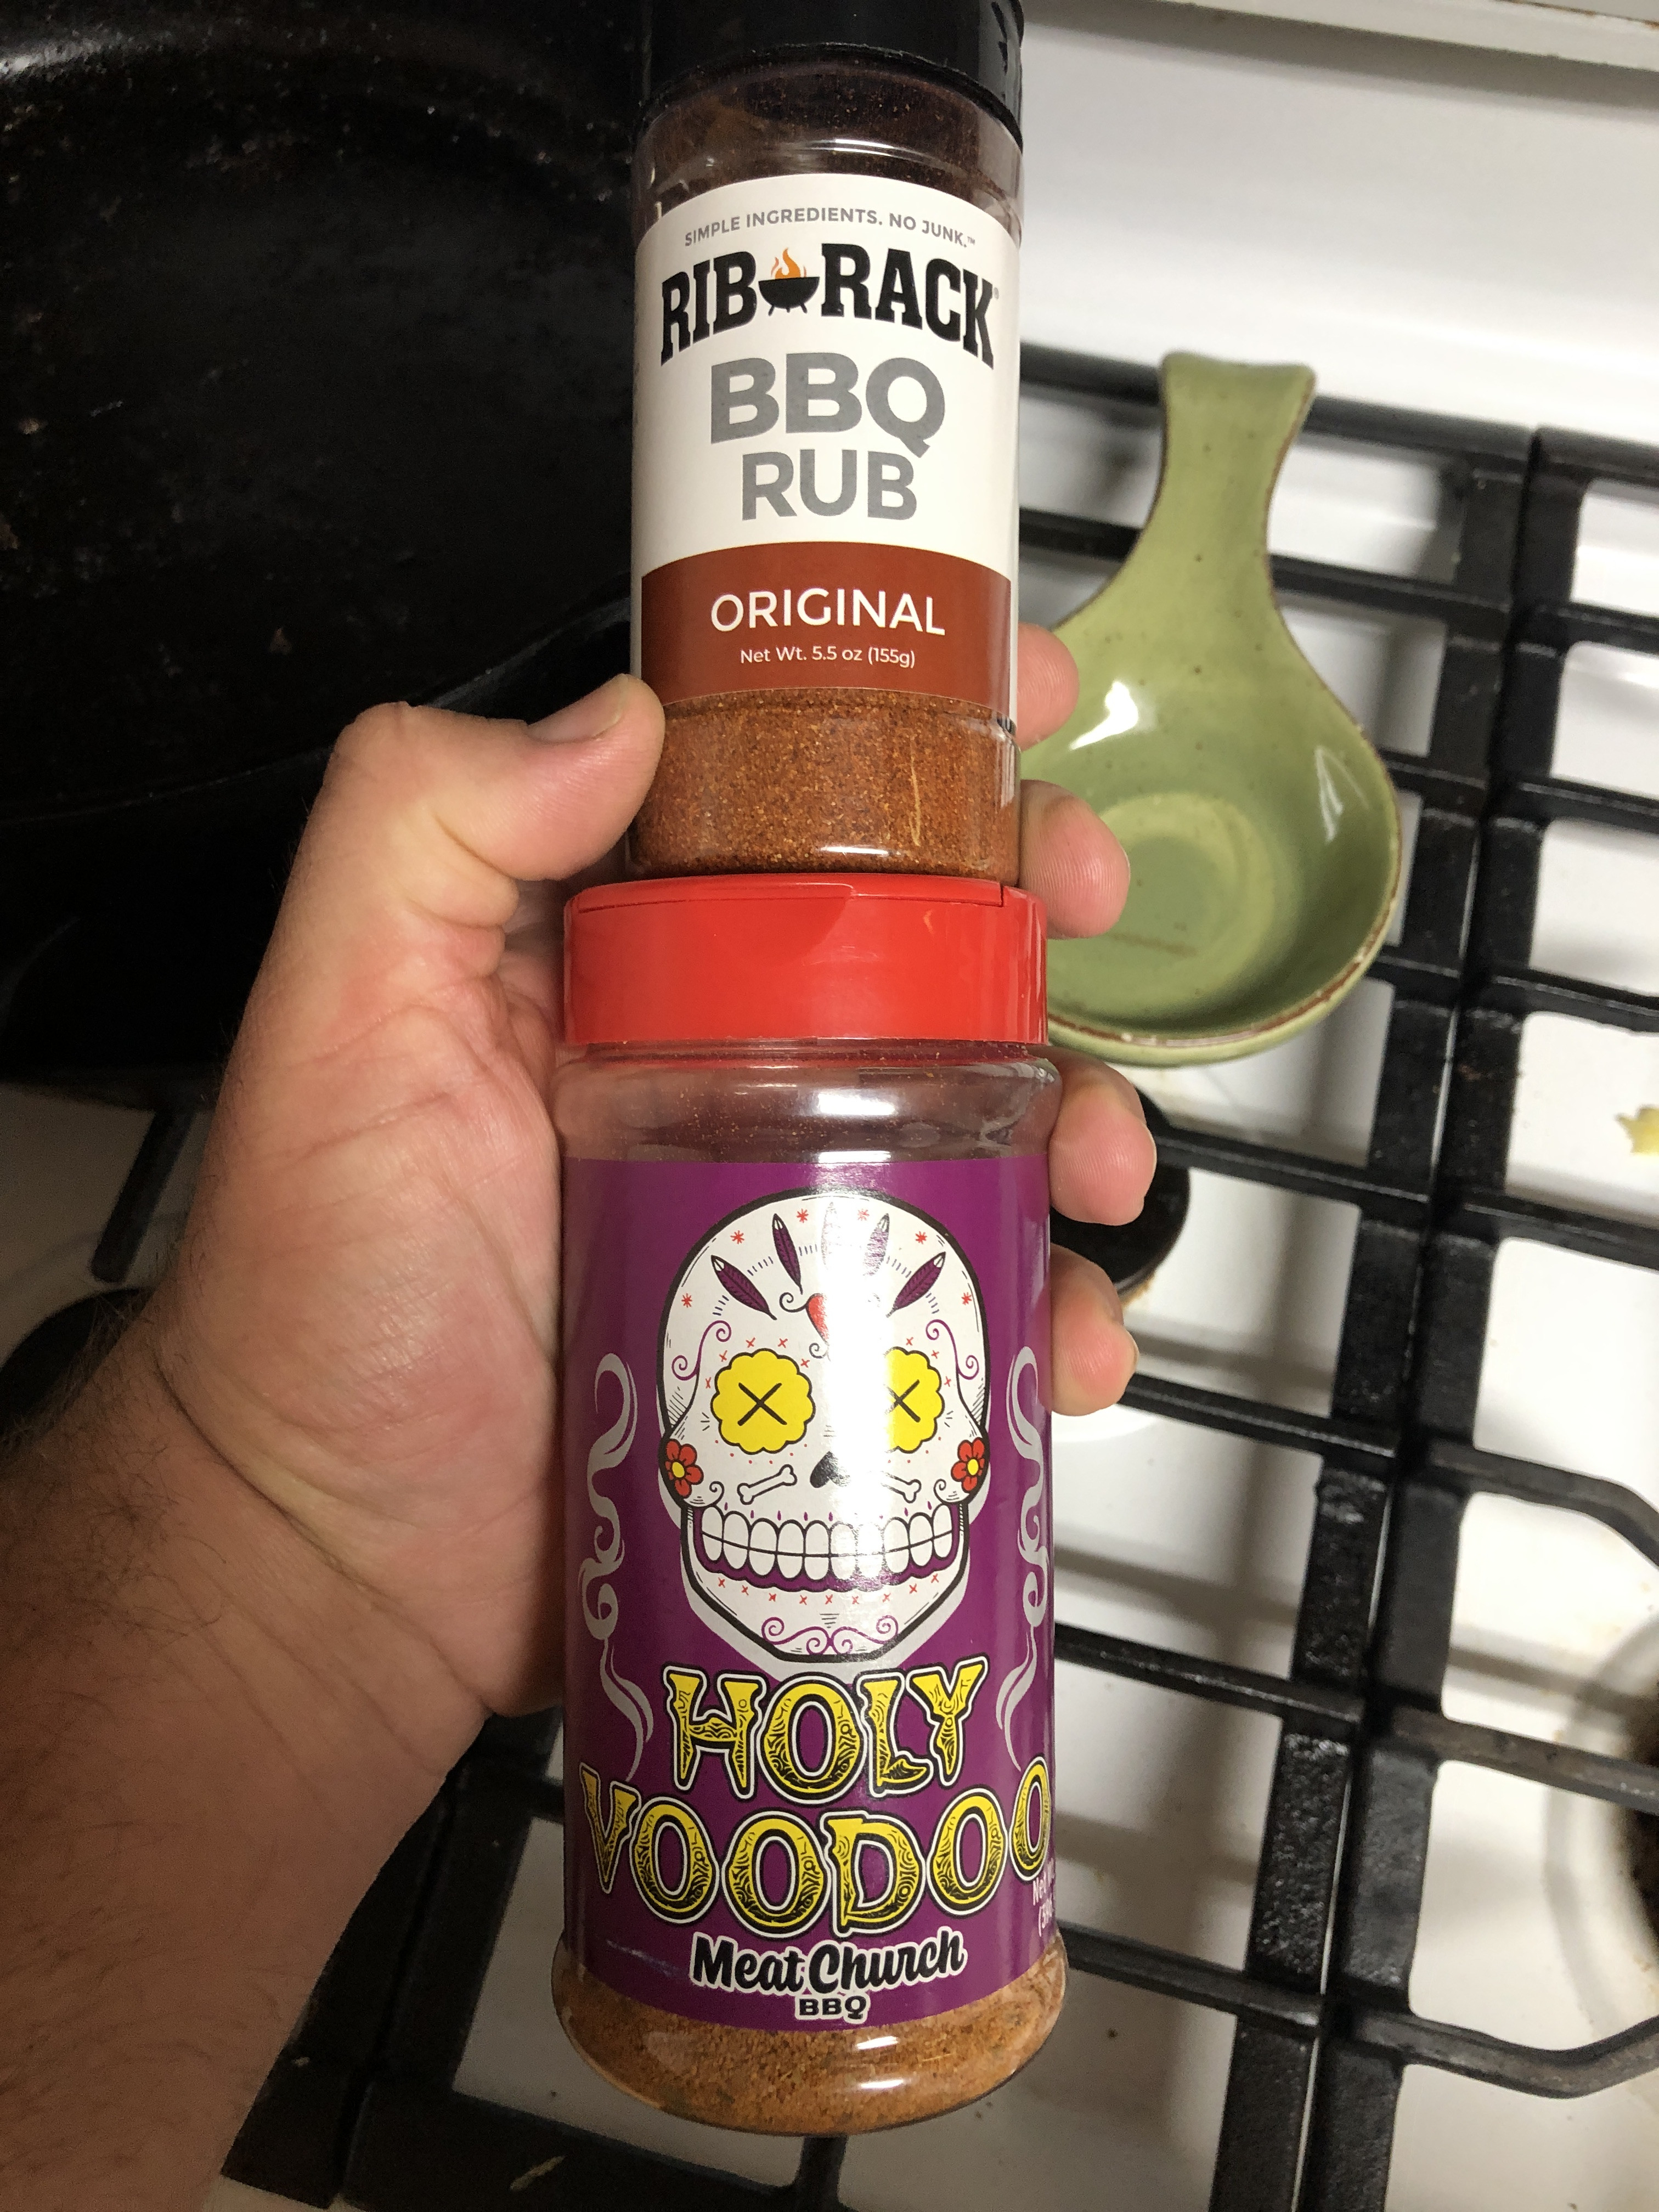 SIMPLE INGREDIENTS. NO JUNK.™
RIB RACK®
BBQ
RUB
ORIGINAL
Net Wt. 5.5 oz (155g)
HOLY
VOODOO
Meat Church
BBQ